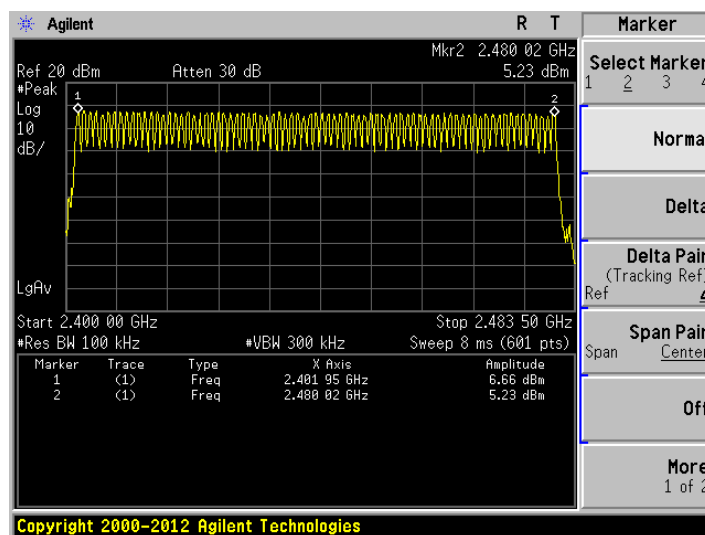 Agilent R T Marker
Mkr2 2.480 02 GHz
Ref 20 dBm Atten 30 dB 5.23 dBm
#Peak
Log
10
dB/
1
2
LgAv
Start 2.400 00 GHz Stop 2.483 50 GHz
#Res BW 100 kHz #VBW 300 kHz Sweep 8 ms (601 pts)
Marker Trace Type X Axis Amplitude
1 (1) Freq 2.401 95 GHz 6.66 dBm
2 (1) Freq 2.480 02 GHz 5.23 dBm
Select Marker
1 2 3
Norma
Delta
Delta Pair
(Tracking Ref)
Ref
Span Pair
Span Center
Of
More
1 of 2
Copyright 2000-2012 Agilent Technologies